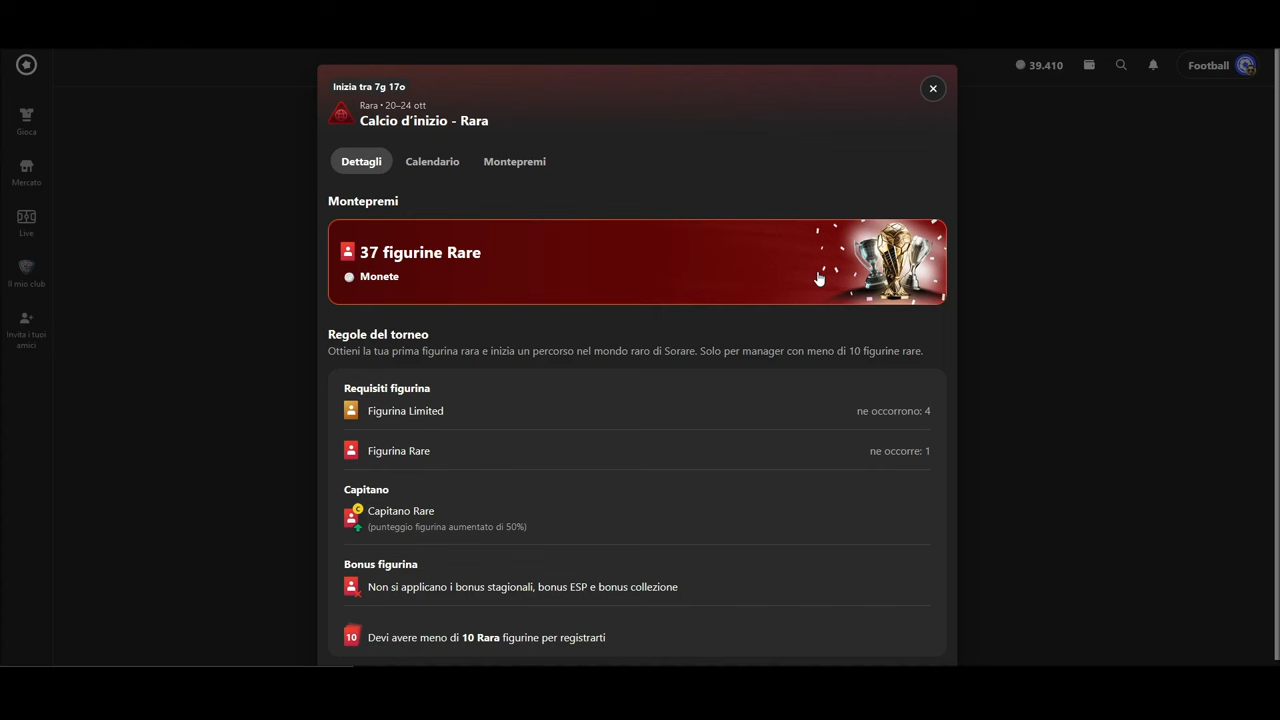 39.410
Football
Gioca
Mercato
Live
Il mio club
Invita i tuoi
amici
Inizia tra 7g 17o
Rara • 20–24 ott
Calcio d’inizio - Rara
Dettagli Calendario Montepremi
Montepremi
37 figurine Rare
Monete
Regole del torneo
Ottieni la tua prima figurina rara e inizia un percorso nel mondo raro di Sorare. Solo per manager con meno di 10 figurine rare.
Requisiti figurina
Figurina Limited ne occorrono: 4
Figurina Rare ne occorre: 1
Capitano
C
Capitano Rare
(punteggio figurina aumentato di 50%)
Bonus figurina
Non si applicano i bonus stagionali, bonus ESP e bonus collezione
10 Devi avere meno di 10 Rara figurine per registrarti